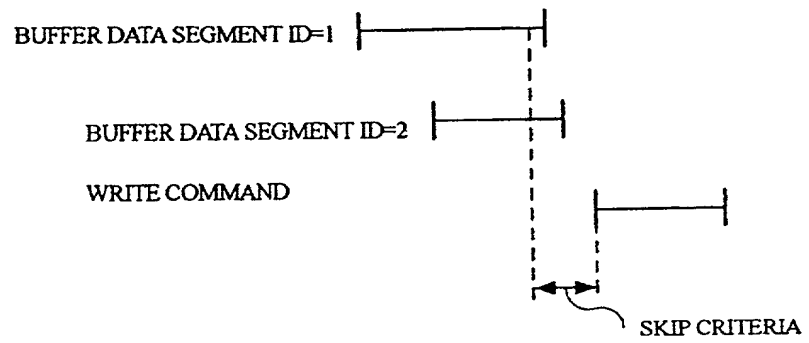 BUFFER DATA SEGMENT ID=1
BUFFER DATA SEGMENT ID=2
WRITE COMMAND
SKIP CRITERIA